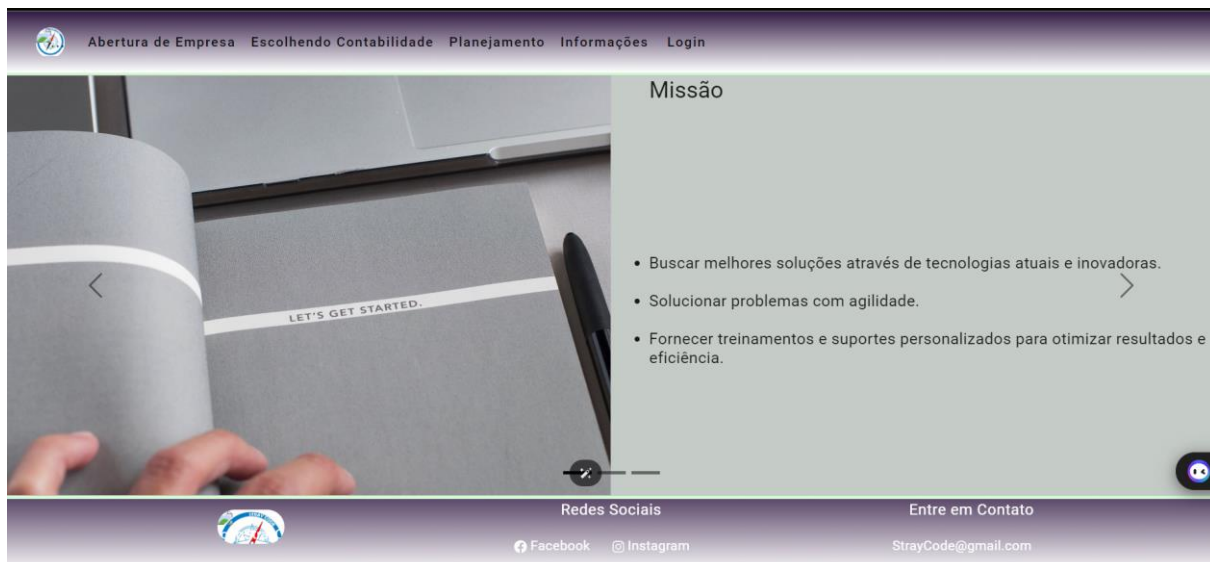 Abertura de Empresa Escolhendo Contabilidade Planejamento Informações Login
Missão
LET'S GET STARTED.
Buscar melhores soluções através de tecnologias atuais e inovadoras.
Solucionar problemas com agilidade.
Fornecer treinamentos e suportes personalizados para otimizar resultados e
eficiência.
Redes Sociais
Entre em Contato
Facebook Instagram
StrayCode@gmail.com